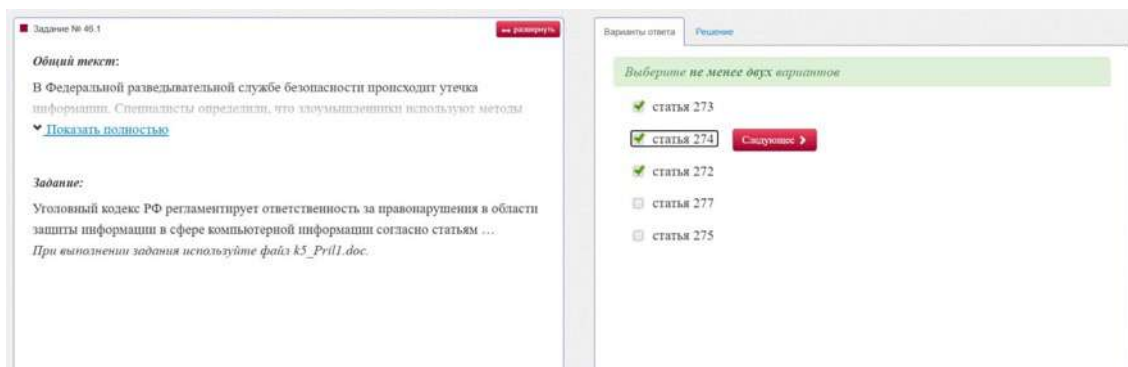 Задание № 46.1
развернуть
Общий текст:
В Федеральной разведывательной службе безопасности происходит утечка
информации. Специалисты определили, что злоумышленники используют методы
Показать полностью
Задание:
Уголовный кодекс РФ регламентирует ответственность за правонарушения в области
защиты информации в сфере компьютерной информации согласно статьям …
При выполнении задания используйте файл k5_Pril1.doc.
Варианты ответа
Решение
Выберите не менее двух вариантов
статья 273
статья 274
Следующее
статья 272
статья 277
статья 275